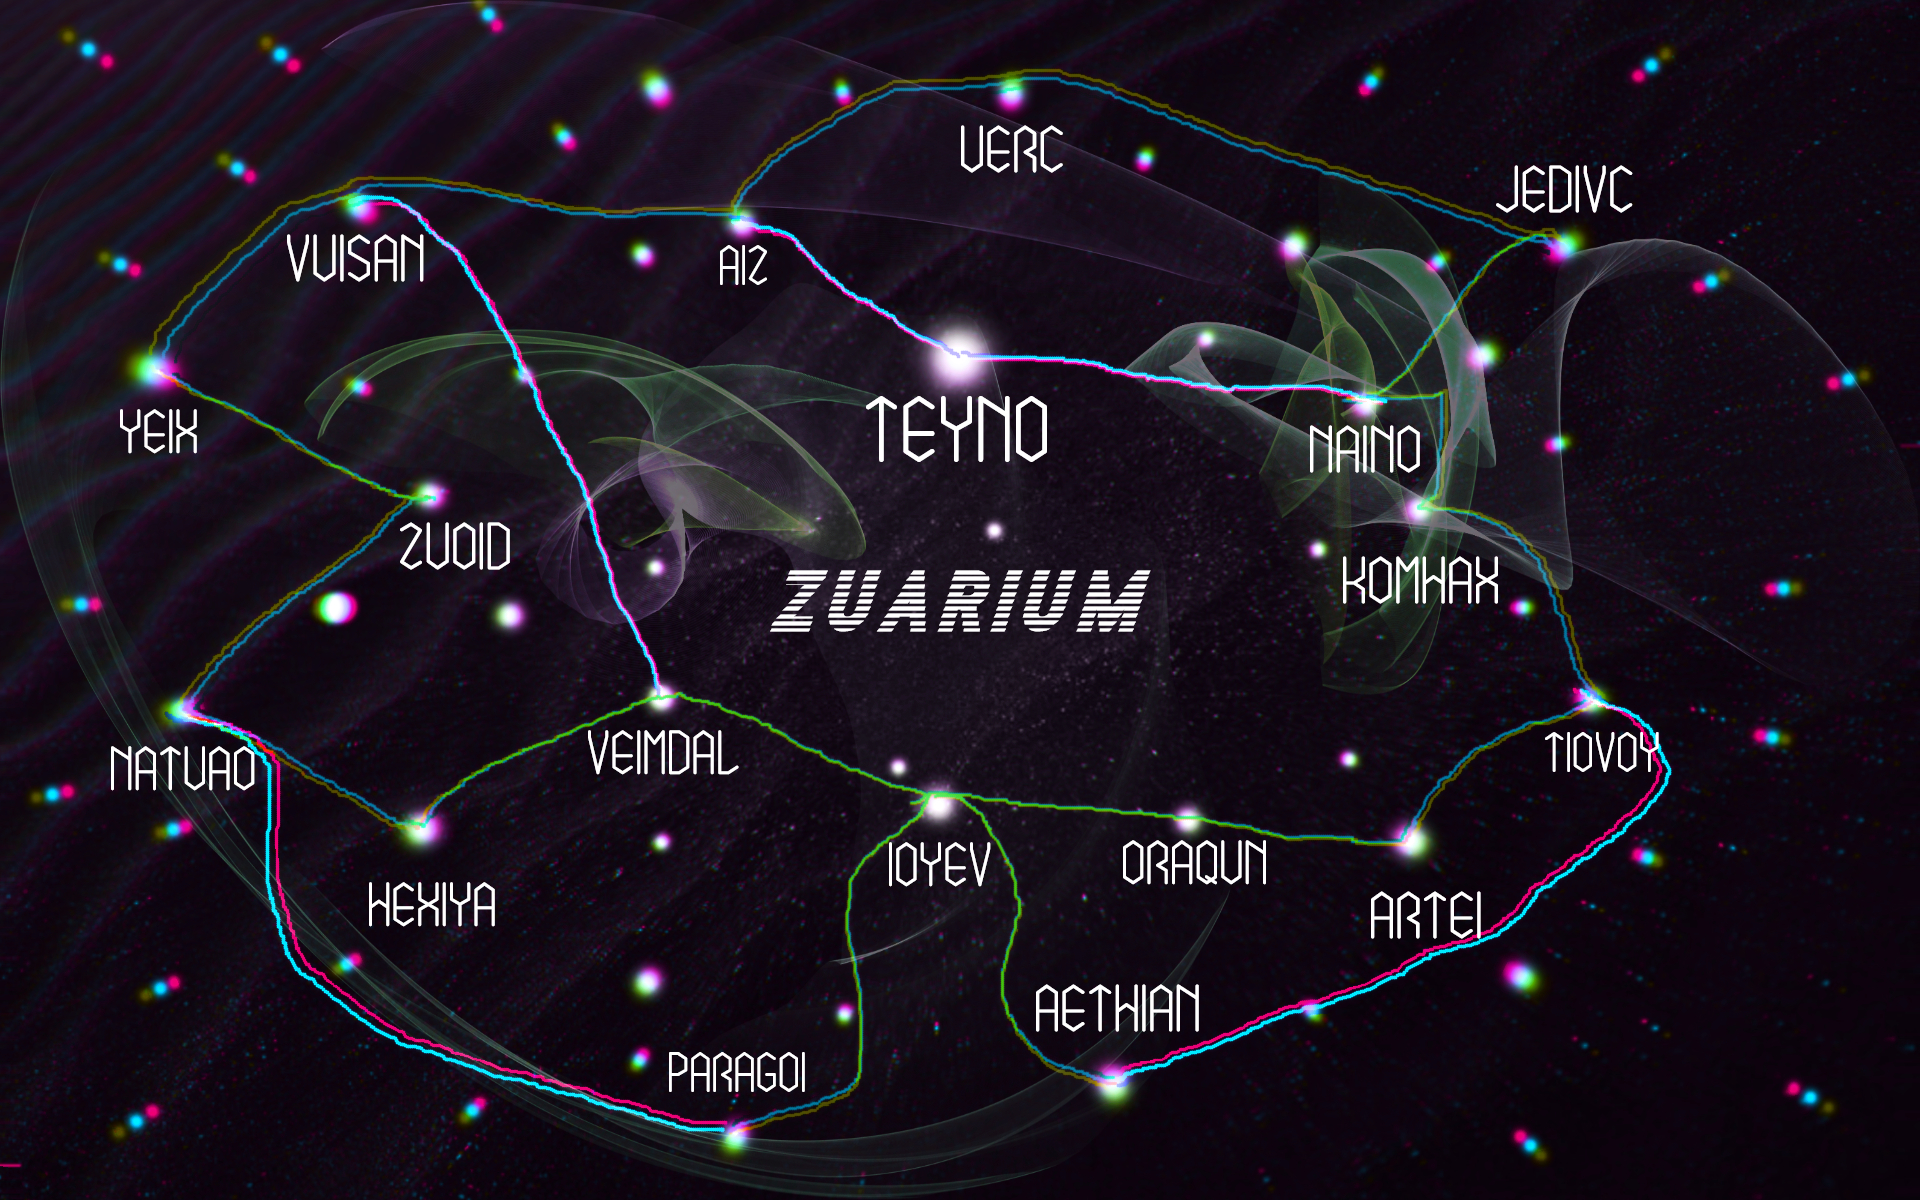 VERC
JEDIVC
VUISAN
AIZ
TEYNO
YEIX
NAINO
ZUOID
KOMHAX
ZUARIUM
NATUAO
VEIMDAL
TIOVOY
IOYEV
ORAQUN
HEXIYA
ARTEI
AETHIAN
PARAGOI